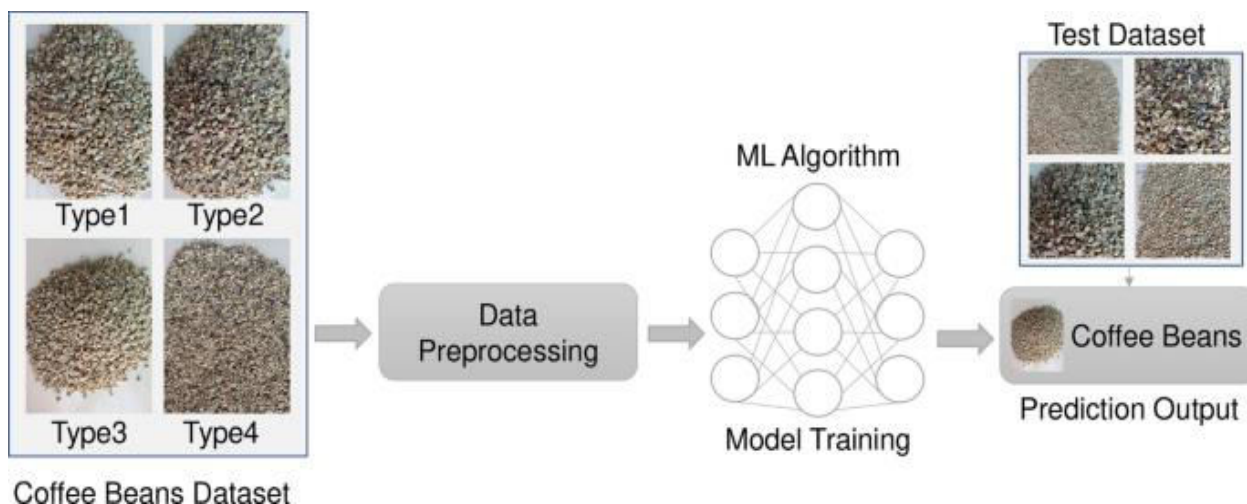 Type1
Type2
Type3
Type4
Coffee Beans Dataset
Data
Preprocessing
ML Algorithm
Model Training
Test Dataset
Coffee Beans
Prediction Output